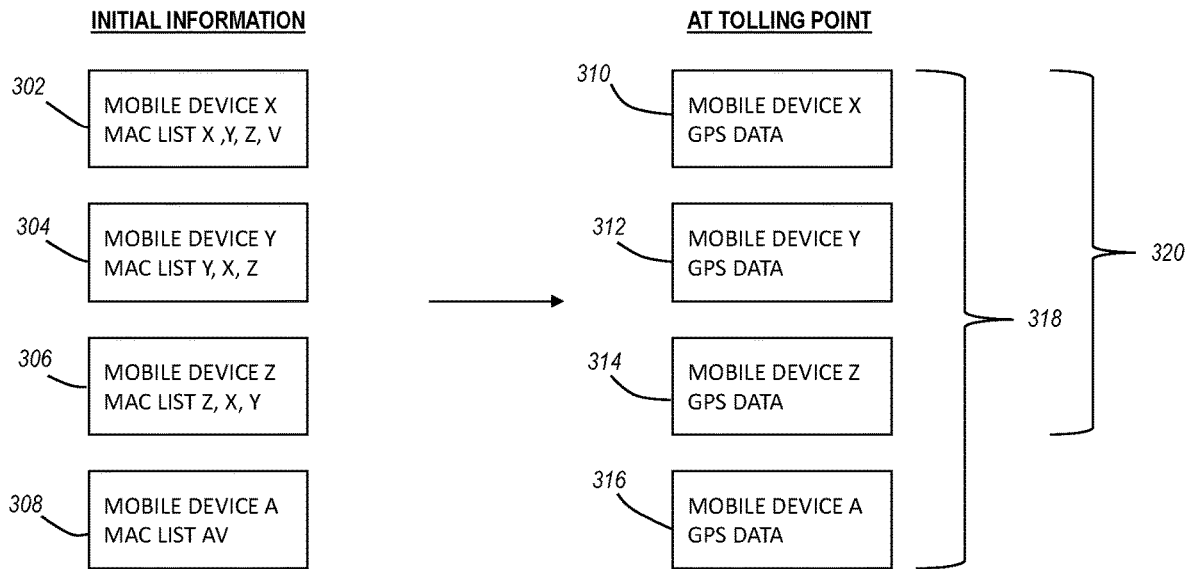 INITIAL INFORMATION
AT TOLLING POINT
302
MOBILE DEVICE X
MAC LIST X ,Y, Z, V
310
MOBILE DEVICE X
GPS DATA
304
MOBILE DEVICE Y
MAC LIST Y, X, Z
312
MOBILE DEVICE Y
GPS DATA
320
318
306
MOBILE DEVICE Z
MAC LIST Z, X, Y
314
MOBILE DEVICE Z
GPS DATA
308
MOBILE DEVICE A
MAC LIST AV
316
MOBILE DEVICE A
GPS DATA